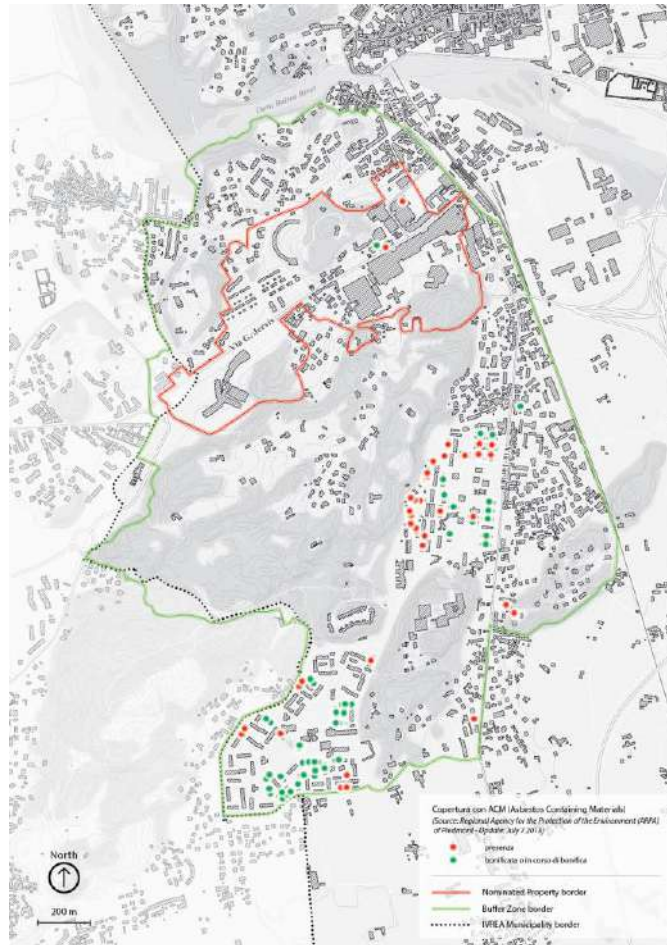 Via G. Jervis
Copertura con ACM (Asbestos Containing Materials)
(Source: Regional Agency for the Protection of the Environment (ARPA)
of Piedmont - Update: July 7 2013)
presenza
bonificata o in corso di bonifica
Nominated Property border
Buffer Zone border
IVREA Municipality border
North
200 m